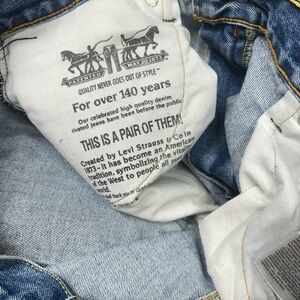 QUALITY NEVER GOES OUT OF STYLE™
For over 140 years
Our celebrated high quality denim
riveted jeans have been before the public
THIS IS A PAIR OF THEM!
Created by Levi Strauss & Co in
1873 - it has become an American
tradition, symbolizing the vitality
of the West to people all